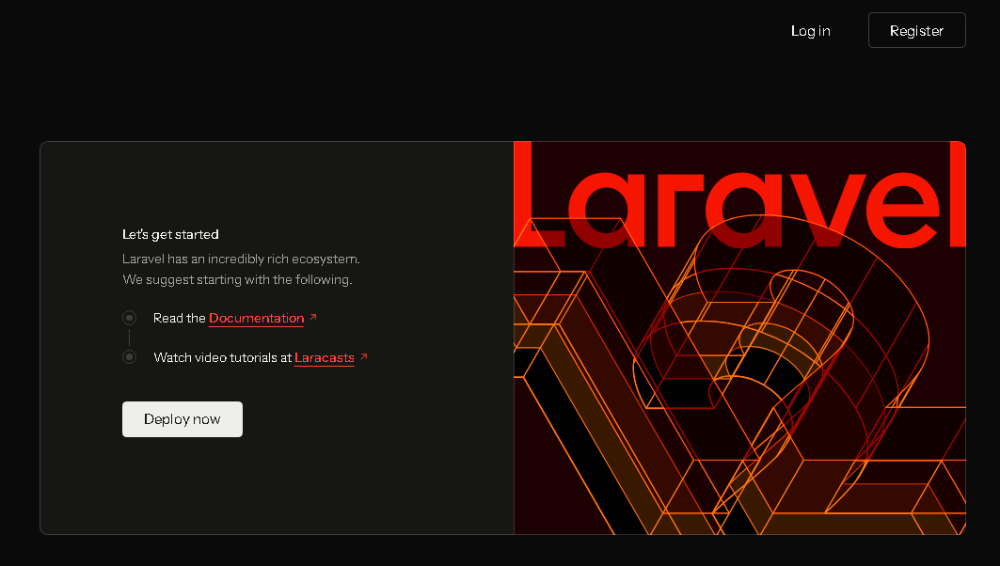 Log in
Register
Let's get started
Laravel has an incredibly rich ecosystem.
We suggest starting with the following.
Read the Documentation
Watch video tutorials at Laracasts
Deploy now
Laravel